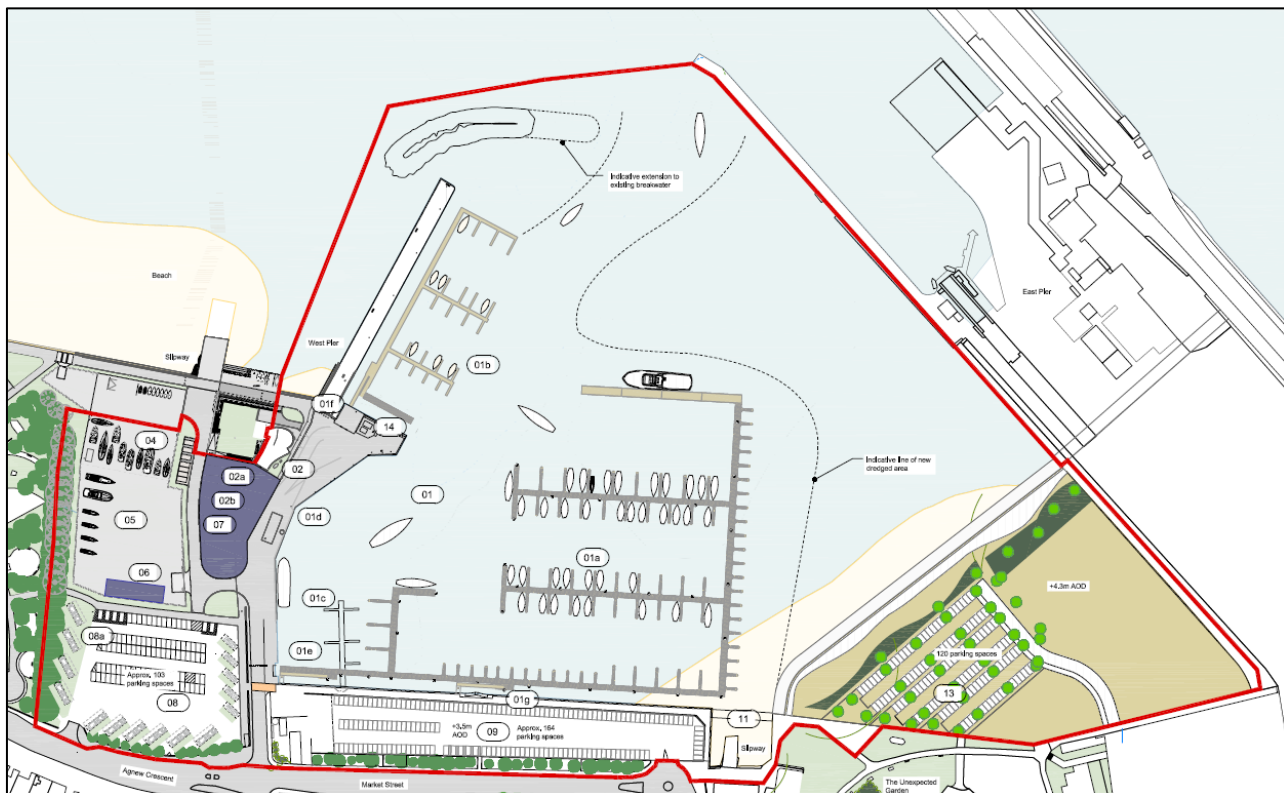 Indicative extension to
existing breakwater
Beach
East Pier
West Pier
Slipway
01b
01f
14
04
02
Indicative line of new
dredged area
02a
02b
01
05
07
01d
01a
06
+4.3m AOD
01c
08a
01e
120 parking spaces
Approx. 103
parking spaces
13
08
01g
11
+3.5m
AOD
09
Approx. 164
parking spaces
Slipway
Agnew Crescent
Market Street
The Unexpected
Garden